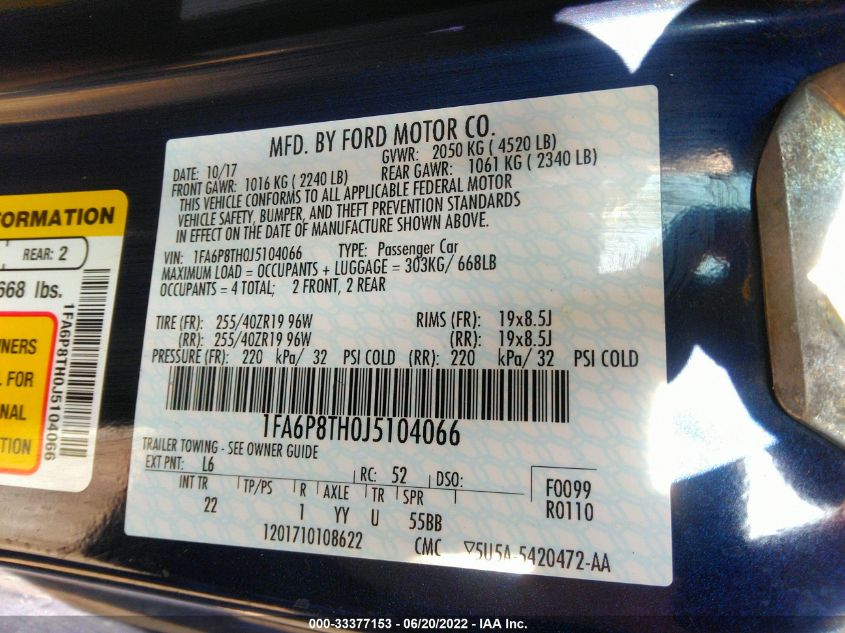 MFD. BY FORD MOTOR CO.
DATE: 10/17 GVWR: 2050 KG ( 4520 LB)
FRONT GAWR: 1016 KG ( 2240 LB) REAR GAWR: 1061 KG ( 2340 LB)
THIS VEHICLE CONFORMS TO ALL APPLICABLE FEDERAL MOTOR
VEHICLE SAFETY, BUMPER, AND THEFT PREVENTION STANDARDS
IN EFFECT ON THE DATE OF MANUFACTURE SHOWN ABOVE.
VIN: 1FA6P8TH0J5104066 TYPE: Passenger Car
MAXIMUM LOAD = OCCUPANTS + LUGGAGE = 303KG/ 668LB
OCCUPANTS = 4 TOTAL; 2 FRONT, 2 REAR
TIRE (FR): 255/40ZR19 96W RIMS (FR): 19x8.5J
(RR): 255/40ZR19 96W (RR): 19x8.5J
PRESSURE (FR): 220 kPa/ 32 PSI COLD (RR): 220 kPa/ 32 PSI COLD
1FA6P8TH0J5104066
TRAILER TOWING - SEE OWNER GUIDE
EXT PNT: L6 RC: 52 DSO:
INT TR TP/PS R AXLE TR SPR
22 1 YY U 55BB
F0099
R0110
1201710108622 CMC ▽5U5A-5420472-AA
FORMATION
REAR: 2
668 lbs.
1FA6P8TH0J5104066
NERS
L FOR
NAL
000-33377153 - 06/20/2022 - IAA Inc.